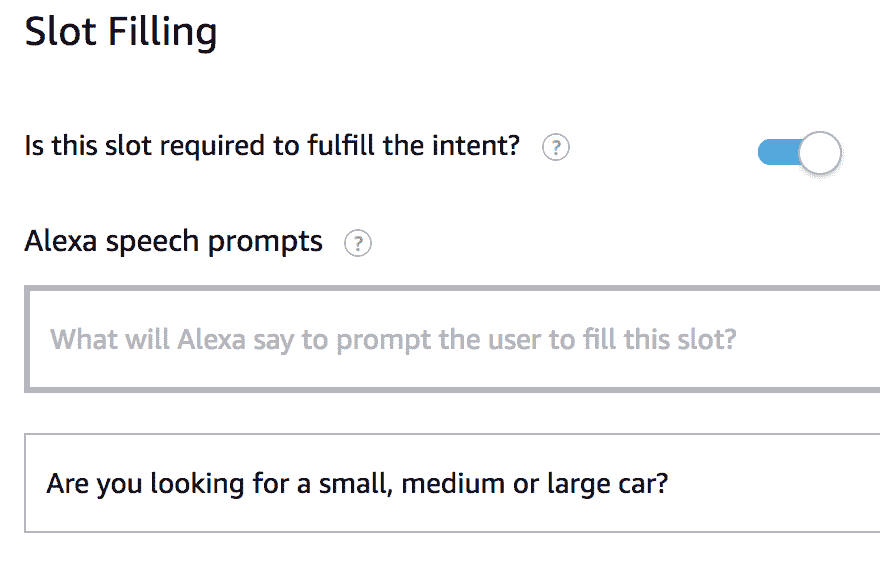 Slot Filling
Is this slot required to fulfill the intent? ?
Alexa speech prompts ?
What will Alexa say to prompt the user to fill this slot?
Are you looking for a small, medium or large car?